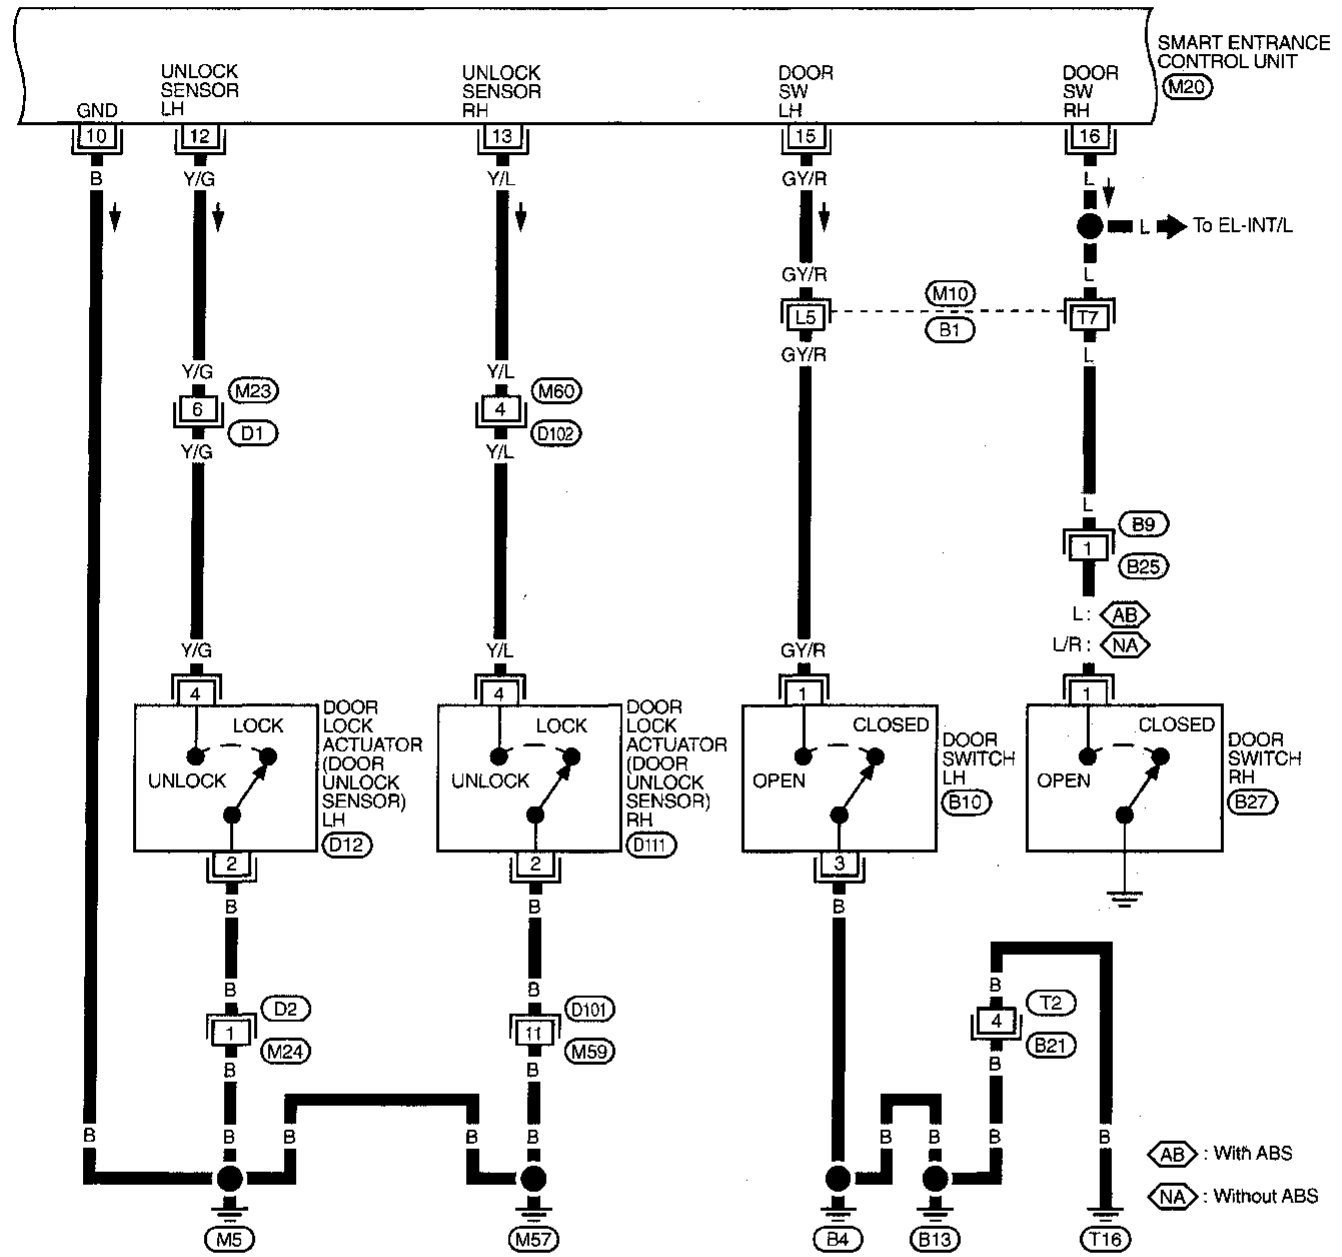 SMART ENTRANCE
CONTROL UNIT
M20
GND
UNLOCK
SENSOR
LH
UNLOCK
SENSOR
RH
DOOR
SW
LH
DOOR
SW
RH
10
12
13
15
16
B
Y/G
Y/L
GY/R
L
L
To EL-INT/L
GY/R
L
L5
M10
B1
T7
GY/R
L
Y/G
Y/L
6
M23
D1
4
M60
D102
Y/G
Y/L
L
1
B9
B25
L : AB
L/R : NA
Y/G
Y/L
GY/R
4
4
1
1
LOCK
UNLOCK
DOOR
LOCK
ACTUATOR
(DOOR
UNLOCK
SENSOR)
LH
D12
LOCK
UNLOCK
DOOR
LOCK
ACTUATOR
(DOOR
UNLOCK
SENSOR)
RH
D111
CLOSED
OPEN
DOOR
SWITCH
LH
B10
CLOSED
OPEN
DOOR
SWITCH
RH
B27
2
2
3
B
B
B
B
B
B
1
D2
M24
11
D101
M59
4
T2
B21
B
B
B
B
B
B
B
B
B
B
B
B
AB : With ABS
NA : Without ABS
M5
M57
B4
B13
T16